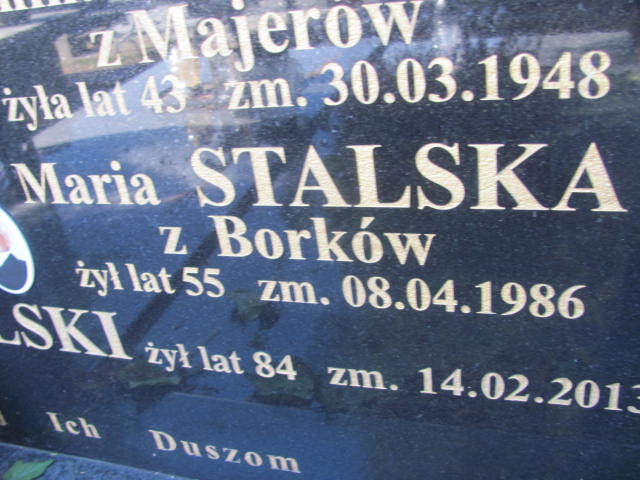 z Majerów
żyła lat 43 zm. 30.03.1948
Maria STALSKA
z Borków
żył lat 55 zm. 08.04.1986
LSKI żył lat 84 zm. 14.02.2013
Ich Duszom